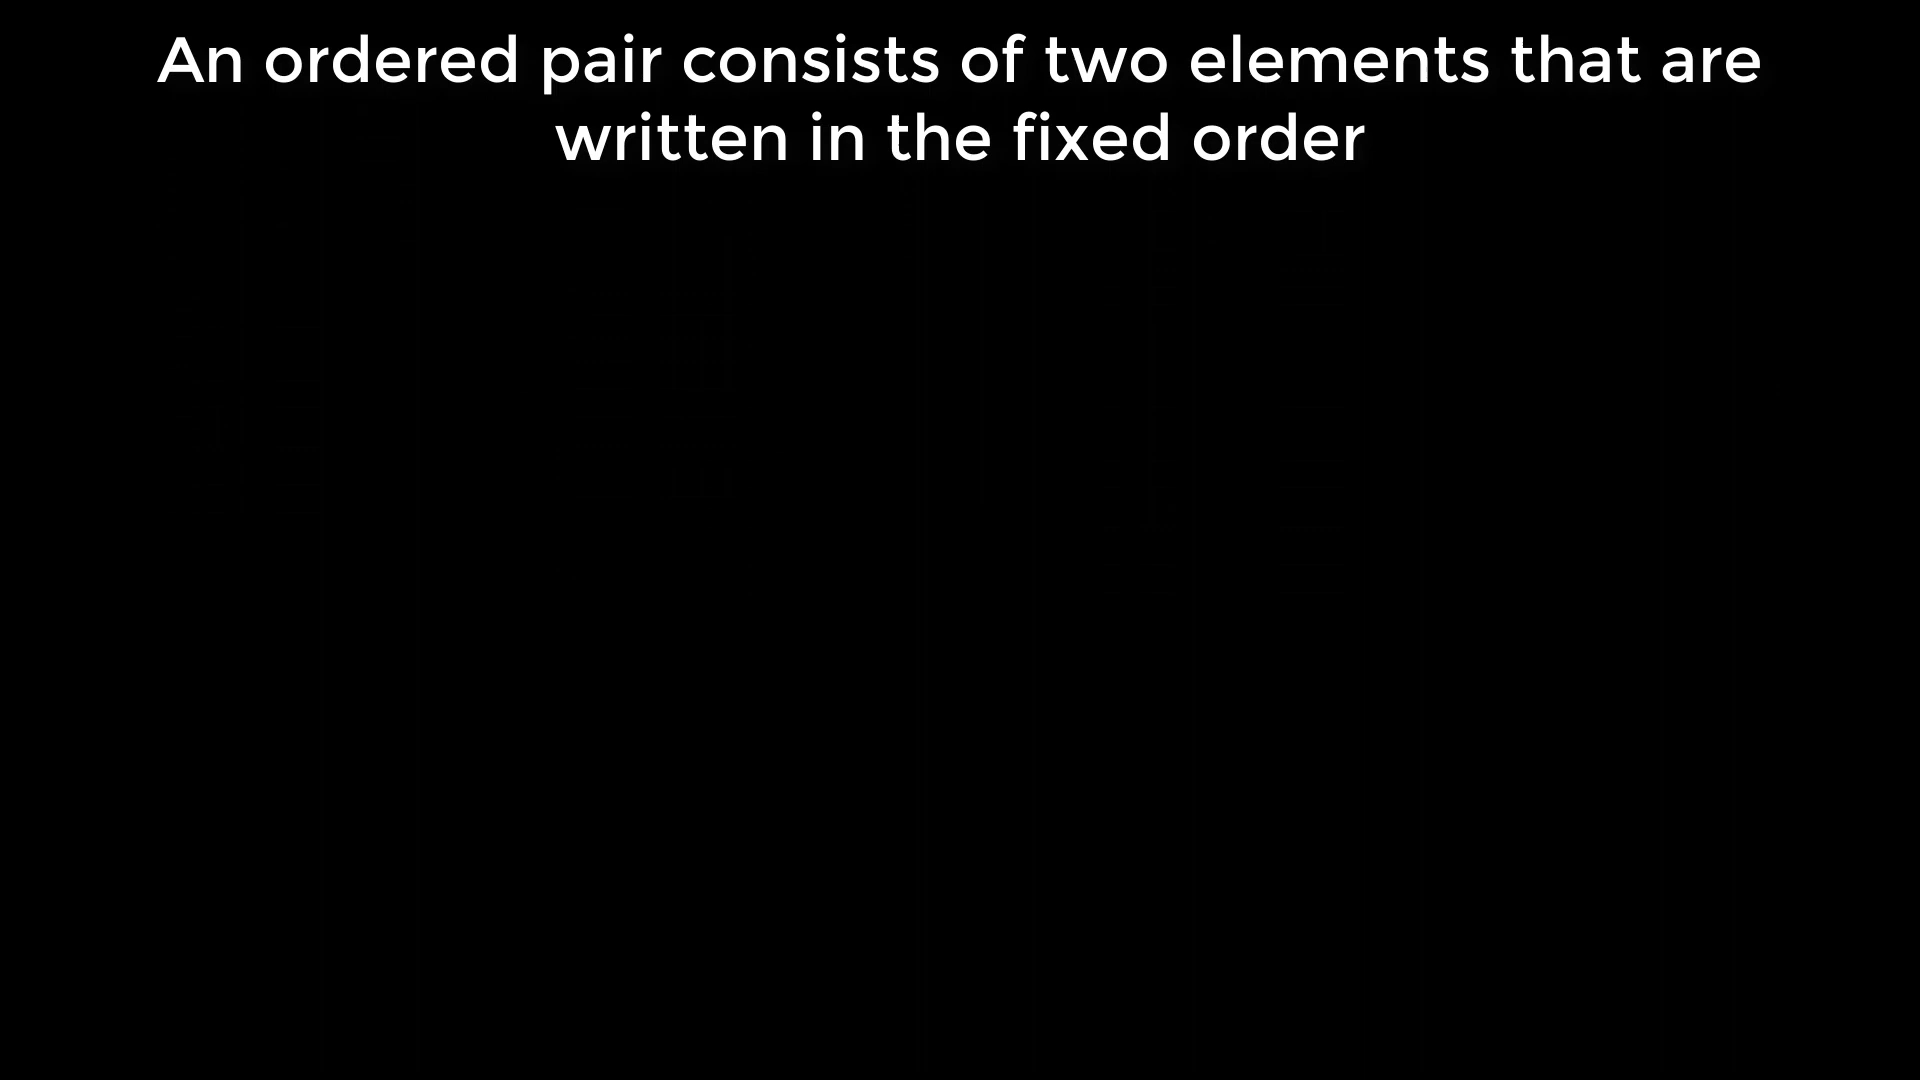 An ordered pair consists of two elements that are
written in the fixed order